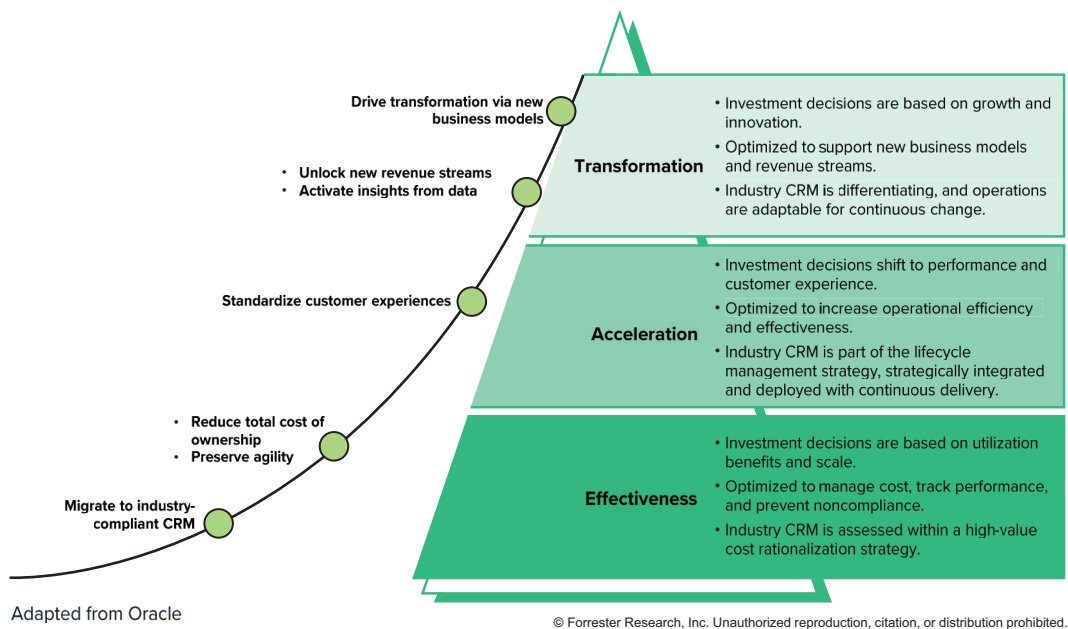 Drive transformation via new
business models
• Unlock new revenue streams
• Activate insights from data
Standardize customer experiences
• Reduce total cost of
ownership
• Preserve agility
Migrate to industry-
compliant CRM
Transformation
• Investment decisions are based on growth and
innovation.
• Optimized to support new business models
and revenue streams.
• Industry CRM is differentiating, and operations
are adaptable for continuous change.
Acceleration
• Investment decisions shift to performance and
customer experience.
• Optimized to increase operational efficiency
and effectiveness.
• Industry CRM is part of the lifecycle
management strategy, strategically integrated
and deployed with continuous delivery.
Effectiveness
• Investment decisions are based on utilization
benefits and scale.
• Optimized to manage cost, track performance,
and prevent noncompliance.
• Industry CRM is assessed within a high-value
cost rationalization strategy.
Adapted from Oracle
© Forrester Research, Inc. Unauthorized reproduction, citation, or distribution prohibited.